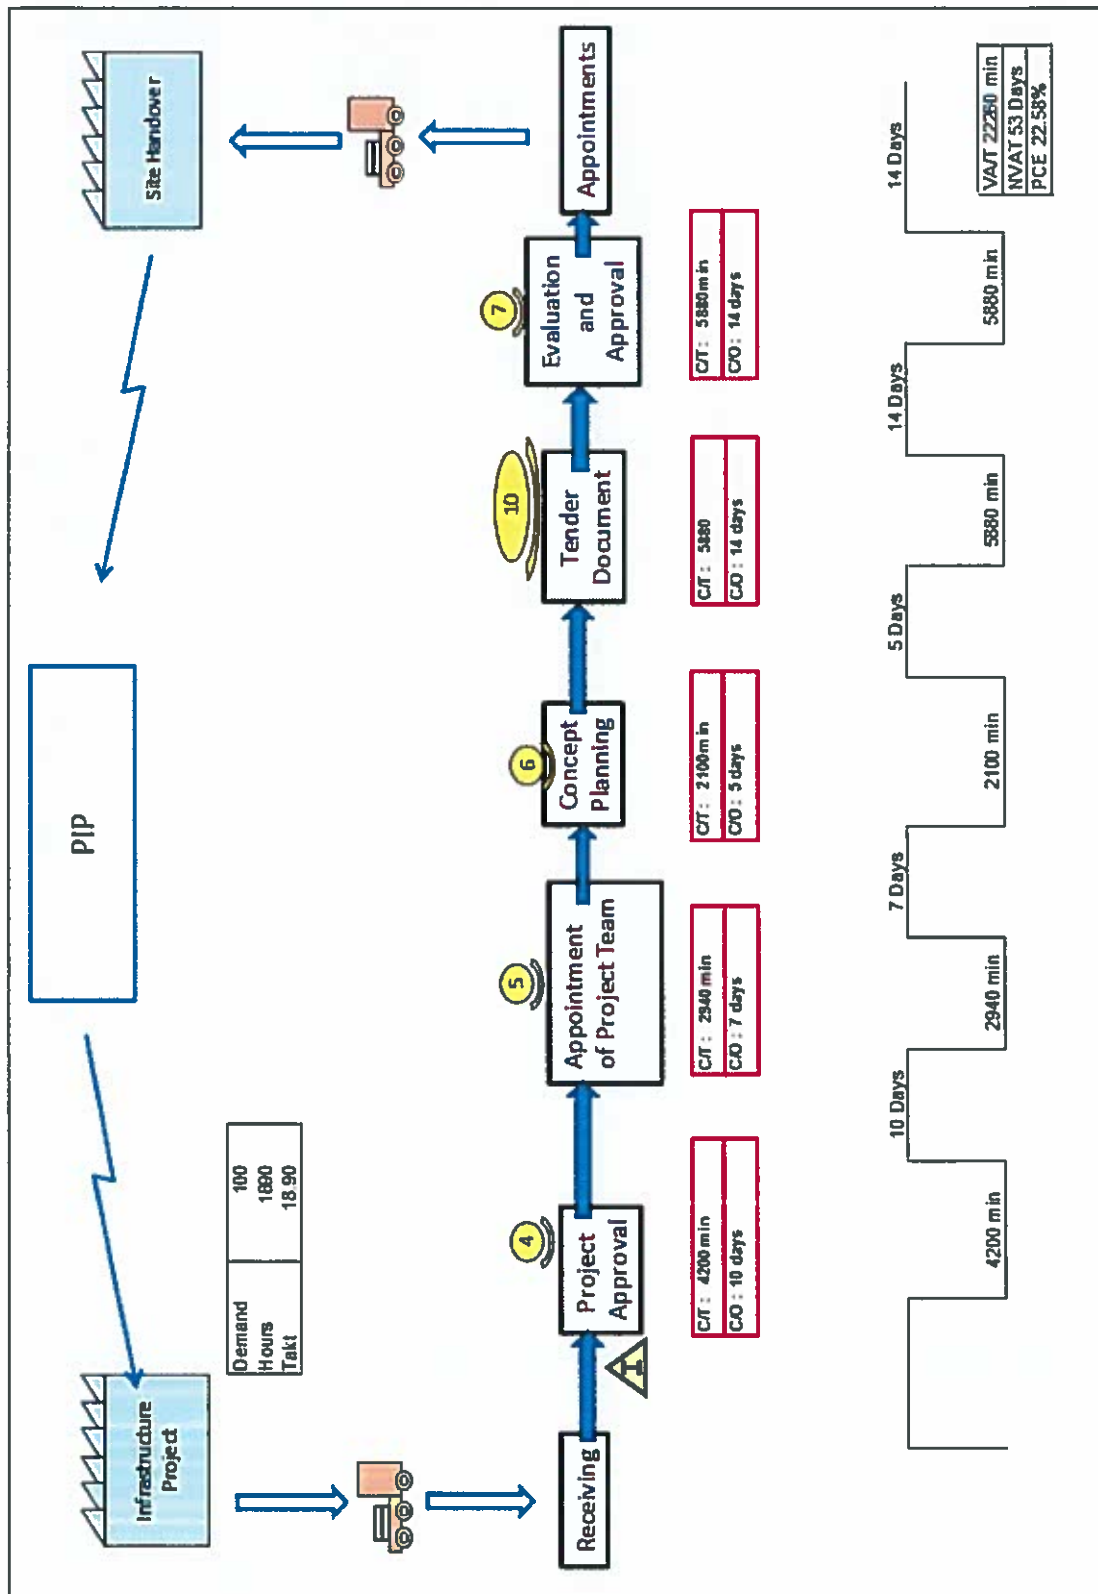 PIP
Infrastructure
Project
Site Handover
Demand 100
Hours 1890
Takt 18.90
4
5
6
10
7
Receiving
Project
Approval
Appointment
of Project Team
Concept
Planning
Tender
Document
Evaluation
and
Approval
Appointments
I
C/T : 4200 min
C/O : 10 days
C/T : 2940 min
C/O : 7 days
C/T : 2100 min
C/O : 5 days
C/T : 5880
C/O : 14 days
C/T : 5880 min
C/O : 14 days
10 Days
7 Days
5 Days
14 Days
14 Days
4200 min
2940 min
2100 min
5880 min
5880 min
VA/T 22260 min
NVAT 53 Days
PCE 22.58%